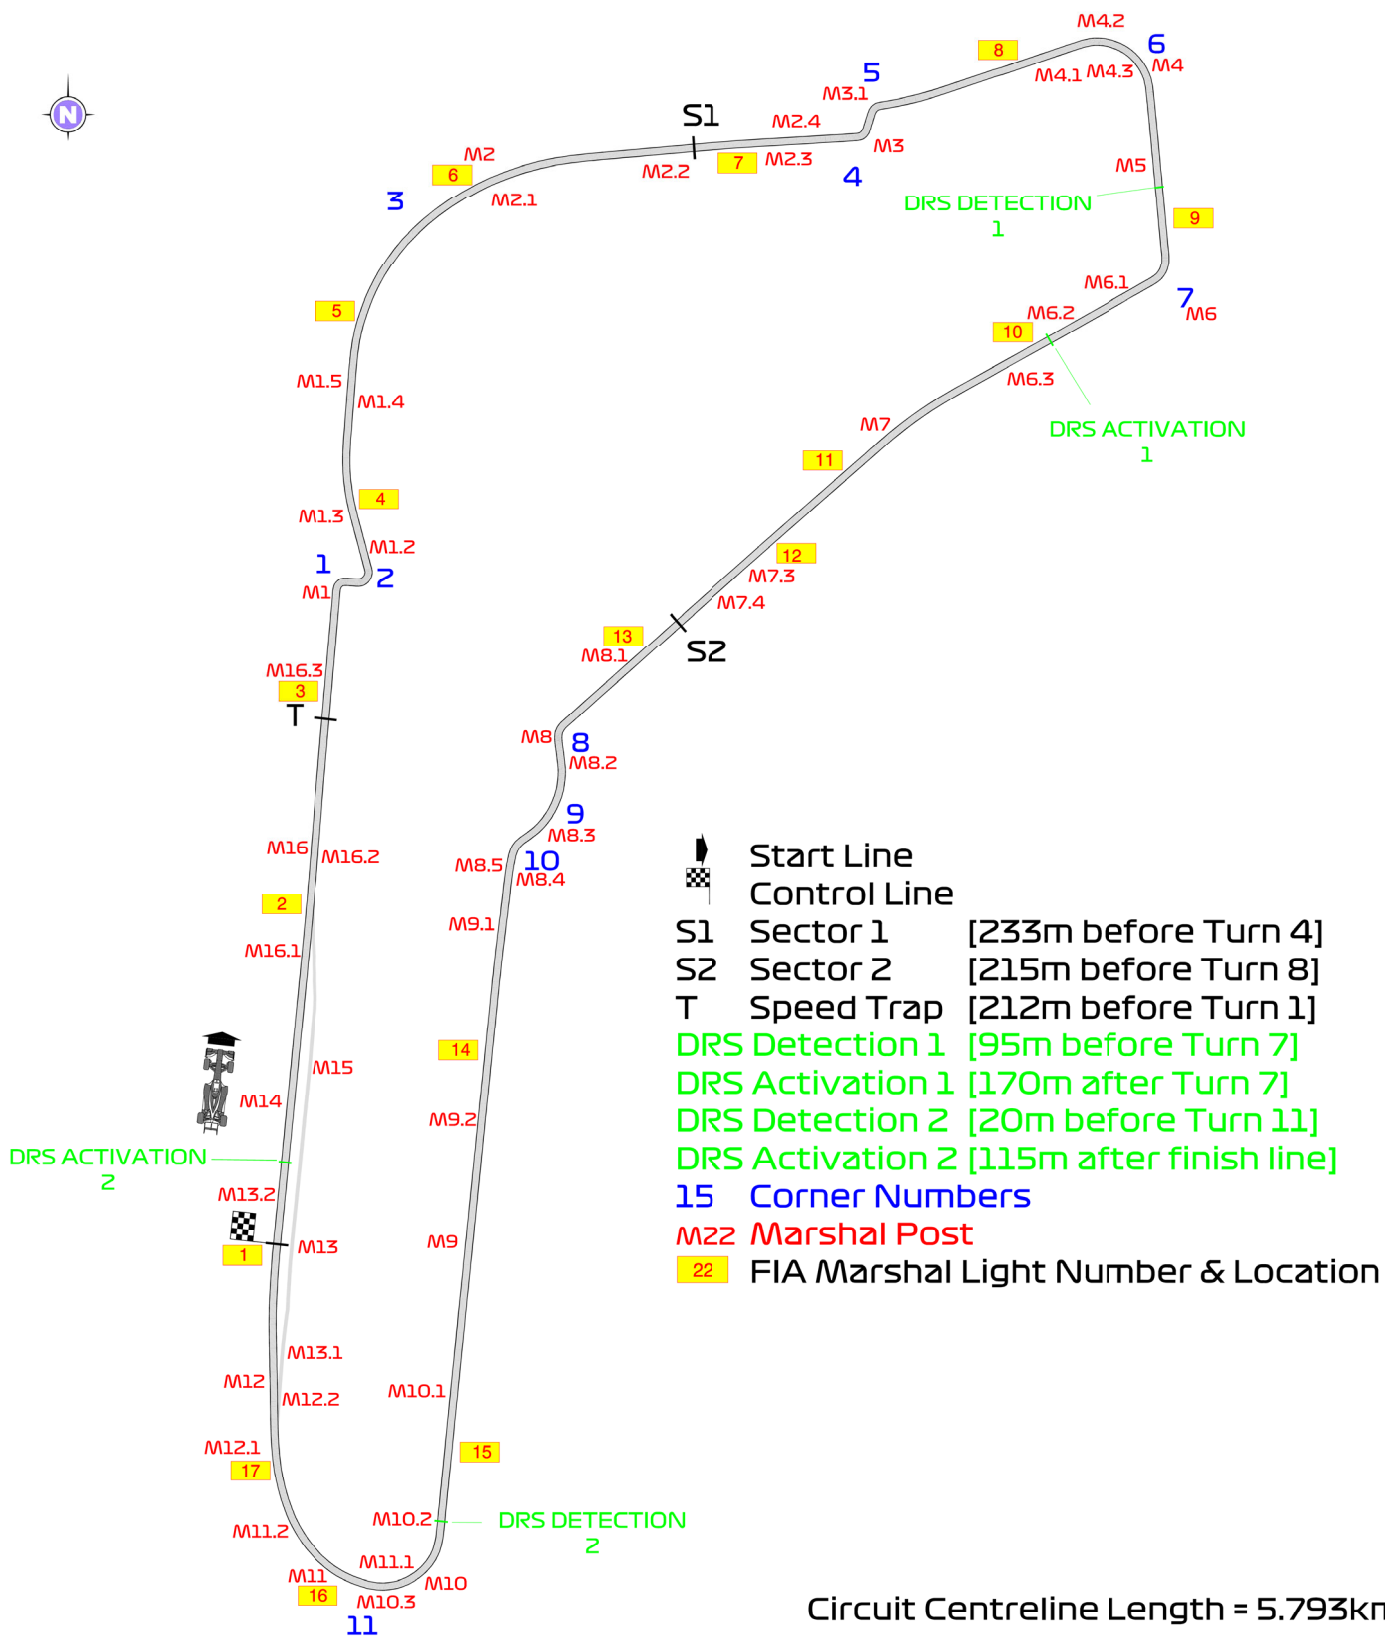 M4.2
6
8
M4
M4.1 M4.3
5
M3.1
N
S1
M2.4
M3
M2
M2.2
7
M2.3
4
M5
6
3
M2.1
DRS DETECTION
1
9
M6.1
7
M6
5
M6.2
10
M6.3
M1.5
M1.4
M7
DRS ACTIVATION
1
11
4
M1.3
M1.2
12
1
2
M7.3
M1
M7.4
13
M8.1
S2
M16.3
3
T
M8
8
M8.2
9
M8.3
M16
M16.2
M8.5
10
M8.4
2
M9.1
M16.1
Start Line
Control Line
S1 Sector 1 [233m before Turn 4]
S2 Sector 2 [215m before Turn 8]
T Speed Trap [212m before Turn 1]
DRS Detection 1 [95m before Turn 7]
DRS Activation 1 [170m after Turn 7]
DRS Detection 2 [20m before Turn 11]
DRS Activation 2 [115m after finish line]
15 Corner Numbers
M22 Marshal Post
22 FIA Marshal Light Number & Location
14
M15
M14
M9.2
DRS ACTIVATION
2
M13.2
1
M13
M9
M13.1
M12
M12.2
M10.1
M12.1
17
15
M10.2
DRS DETECTION
2
M11.2
M11.1
M11
M10
16
M10.3
11
Circuit Centreline Length = 5.793km